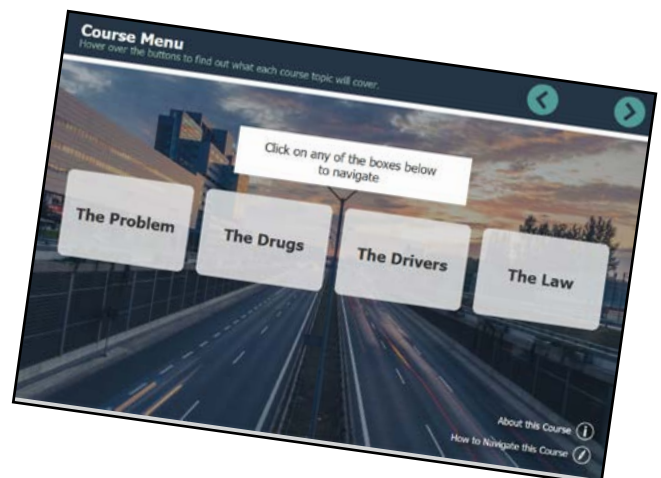 Course Menu
Hover over the buttons to find out what each course topic will cover.
Click on any of the boxes below
to navigate
The Problem
The Drugs
The Drivers
The Law
About this Course
How to Navigate this Course